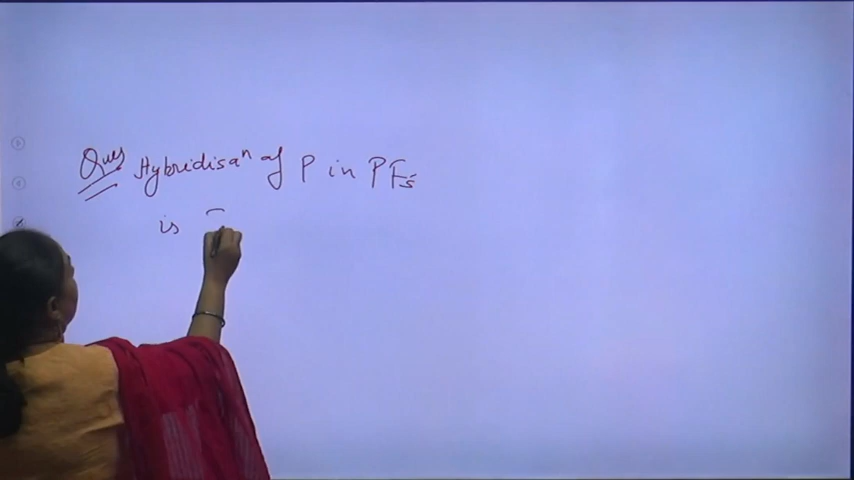 Ques Hybridisaⁿ of P in PF₅
is